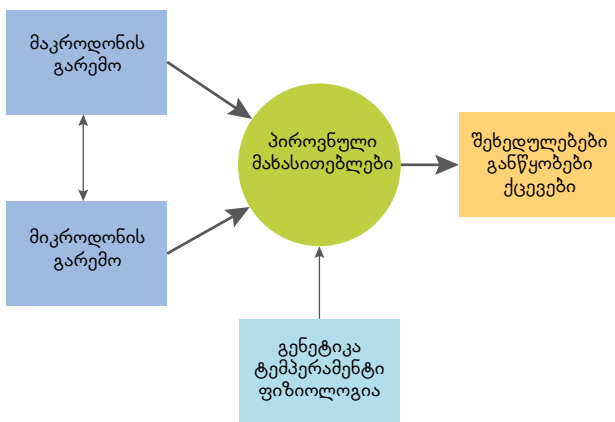 მაკროდონის
გარემო
მიკროდონის
გარემო
პიროვნული
მახასითებლები
შეხედულებები
განწყობები
ქცევები
გენეტიკა
ტემპერამენტი
ფიზიოლოგია